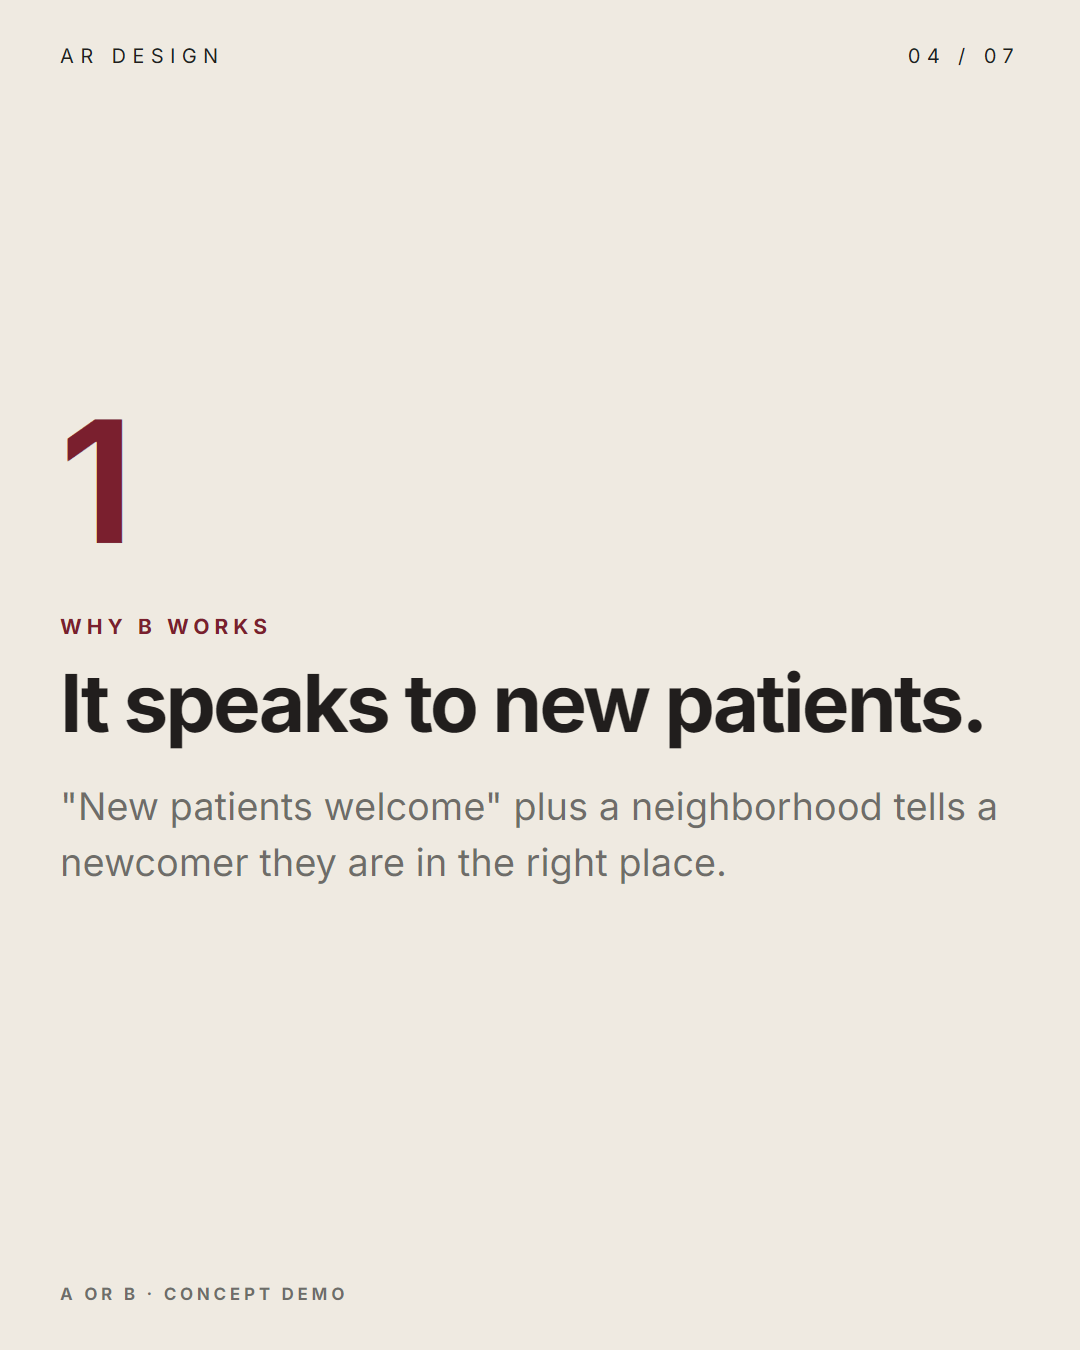 AR DESIGN
04 / 07
1
WHY B WORKS
It speaks to new patients.
"New patients welcome" plus a neighborhood tells a
newcomer they are in the right place.
A OR B · CONCEPT DEMO